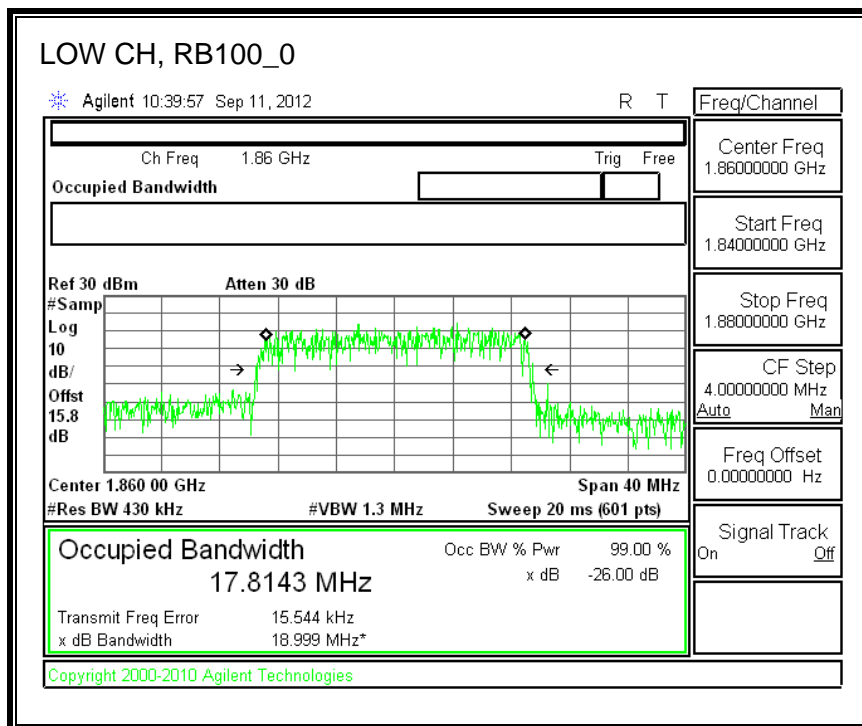 LOW CH, RB100_0
Agilent 10:39:57 Sep 11, 2012 R T
Ch Freq 1.86 GHz Trig Free
Occupied Bandwidth
Ref 30 dBm Atten 30 dB
#Samp
Log
10
dB/
Offst
15.8
dB
Center 1.860 00 GHz Span 40 MHz
#Res BW 430 kHz #VBW 1.3 MHz Sweep 20 ms (601 pts)
Occupied Bandwidth Occ BW % Pwr 99.00 %
17.8143 MHz x dB -26.00 dB
Transmit Freq Error 15.544 kHz
x dB Bandwidth 18.999 MHz*
Copyright 2000-2010 Agilent Technologies
Freq/Channel
Center Freq
1.86000000 GHz
Start Freq
1.84000000 GHz
Stop Freq
1.88000000 GHz
CF Step
4.00000000 MHz
Auto Man
Freq Offset
0.00000000 Hz
Signal Track
On Off